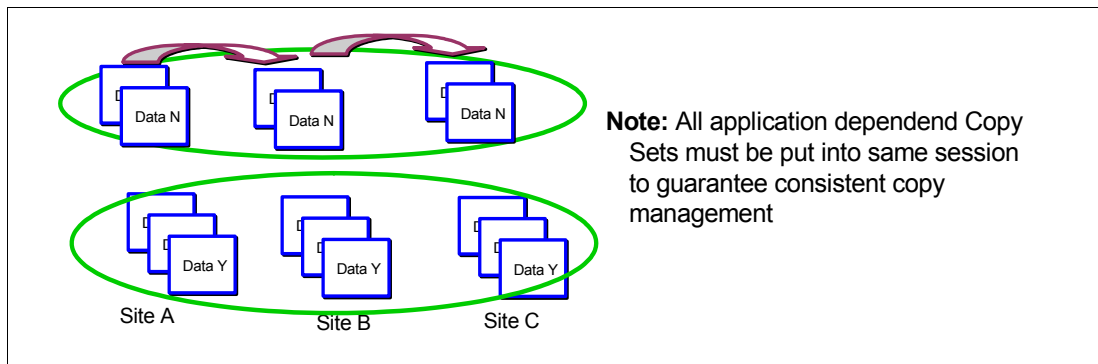 D
Data N
D
Data N
D
Data N
Note: All application dependend Copy
Sets must be put into same session
to guarantee consistent copy
management
D
D
Data Y
D
D
Data Y
D
D
Data Y
Site A
Site B
Site C